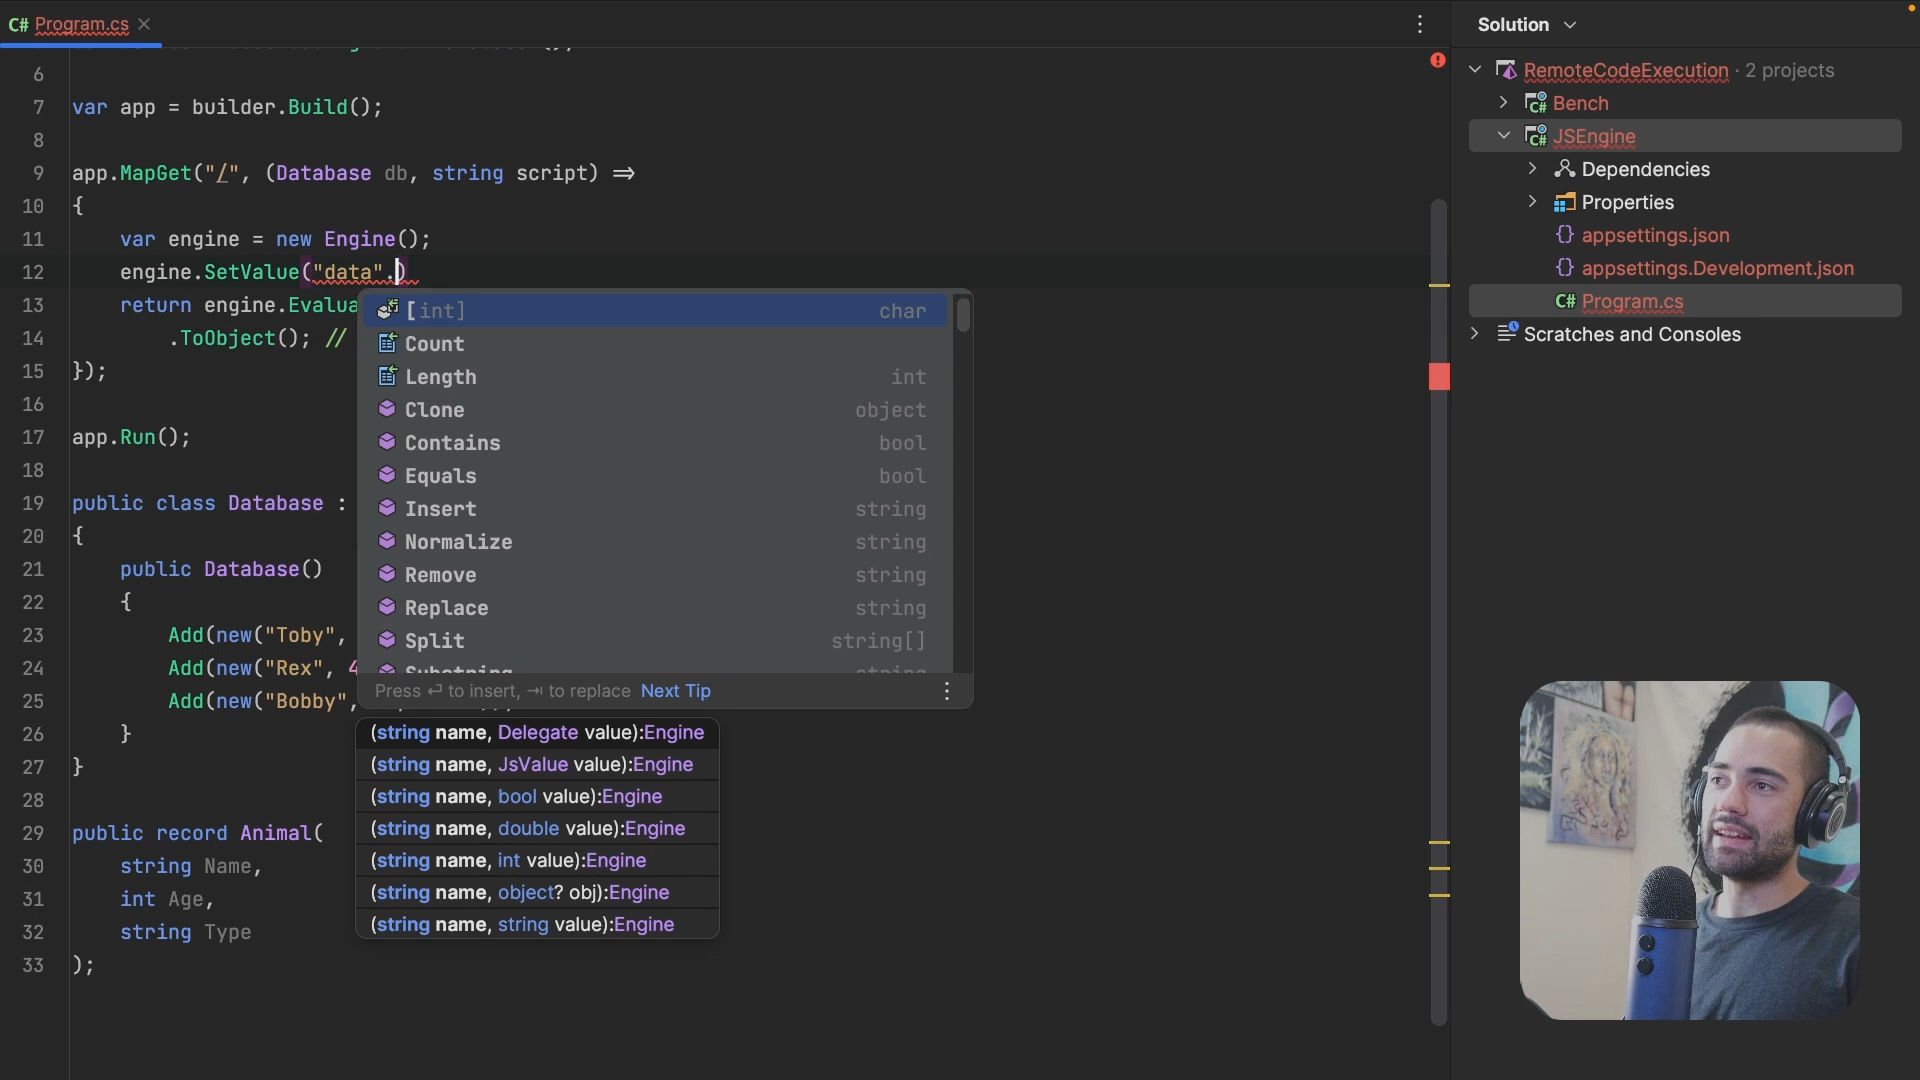 C# Program.cs
6
7 var app = builder.Build();
8
9 app.MapGet("/", (Database db, string script) =>
10 {
11 var engine = new Engine();
12 engine.SetValue("data".)
13 return engine.Evalua
14 .ToObject(); //
15 });
16
17 app.Run();
18
19 public class Database :
20 {
21 public Database()
22 {
23 Add(new("Toby",
24 Add(new("Rex", 4
25 Add(new("Bobby",
26 }
27 }
28
29 public record Animal(
30 string Name,
31 int Age,
32 string Type
33 );
[int] char
Count
Length int
Clone object
Contains bool
Equals bool
Insert string
Normalize string
Remove string
Replace string
Split string[]
Substring string
Press ↵ to insert, ⇥ to replace Next Tip
(string name, Delegate value):Engine
(string name, JsValue value):Engine
(string name, bool value):Engine
(string name, double value):Engine
(string name, int value):Engine
(string name, object? obj):Engine
(string name, string value):Engine
Solution
RemoteCodeExecution · 2 projects
C# Bench
C# JSEngine
Dependencies
Properties
{} appsettings.json
{} appsettings.Development.json
C# Program.cs
Scratches and Consoles